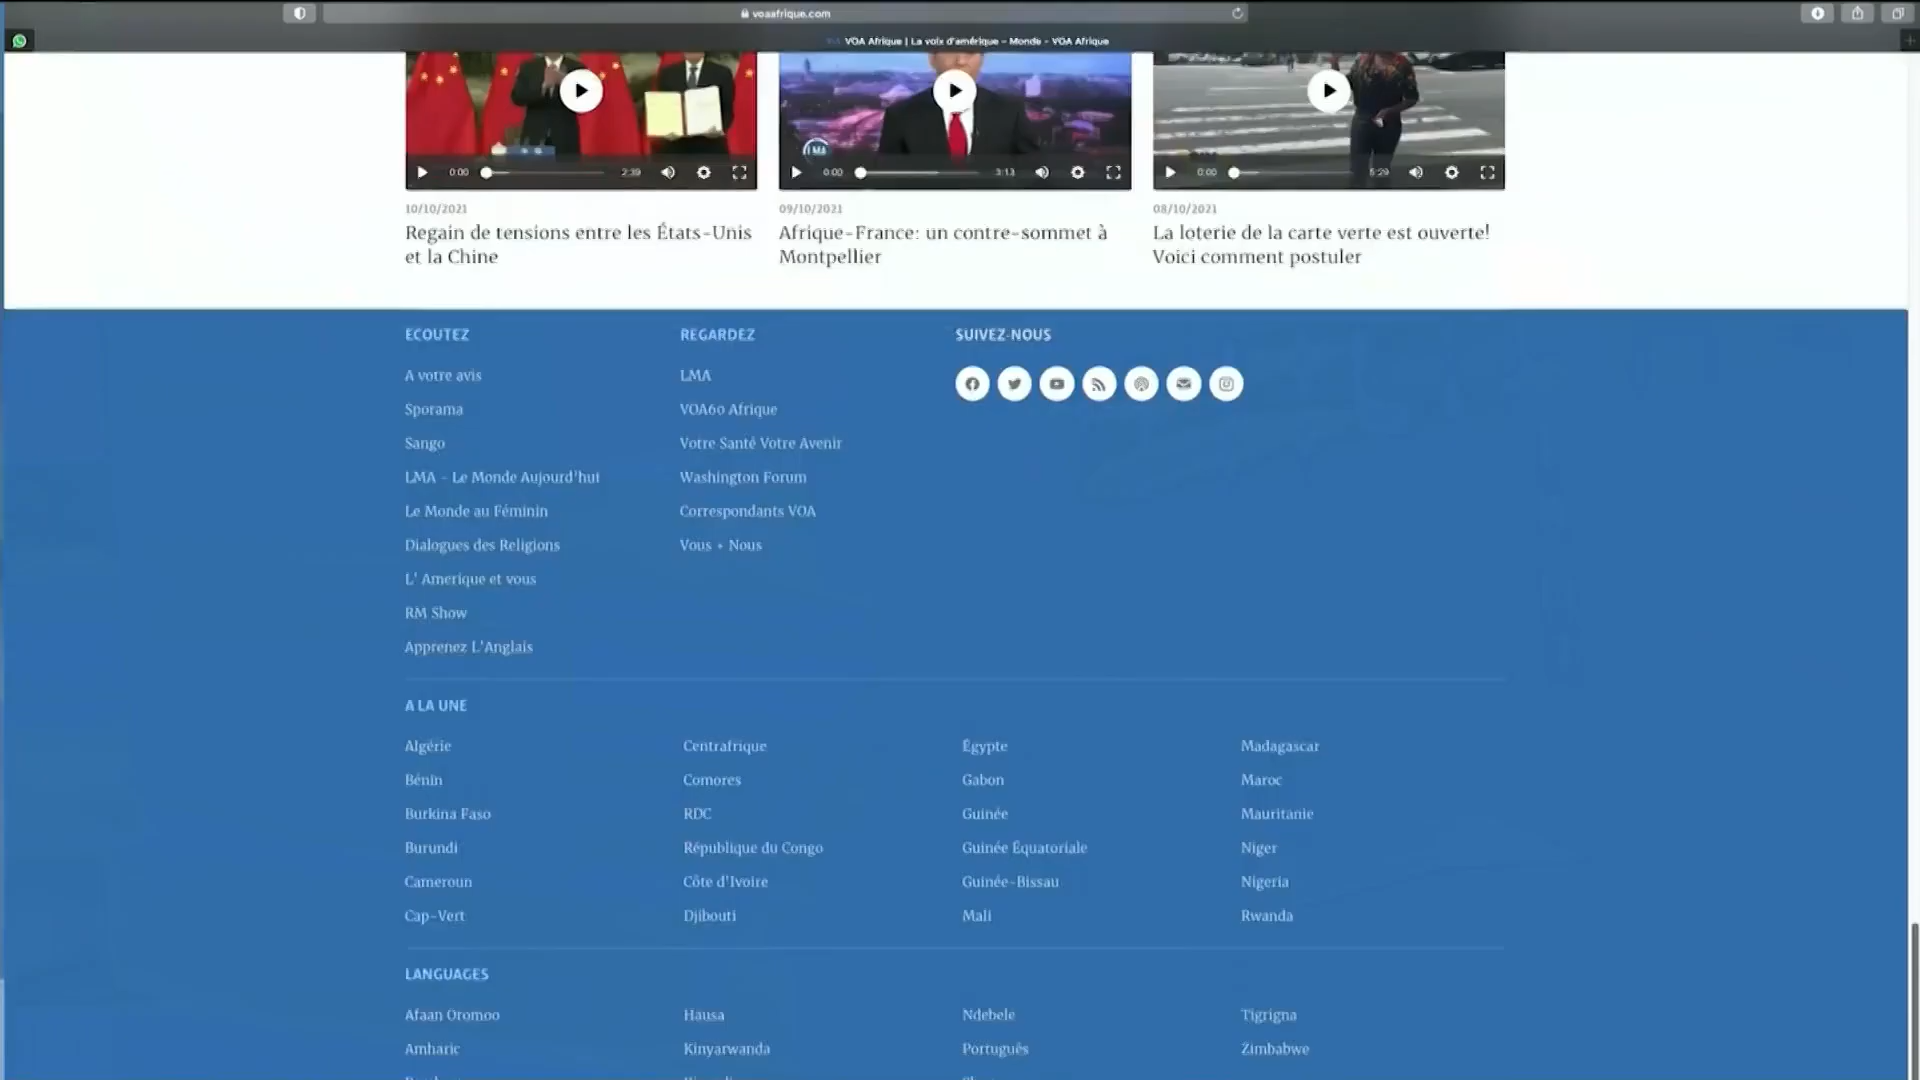 voaafrique.com
VOA Afrique | La voix d'amérique - Monde - VOA Afrique
LMA
0:00 2:39
0:00 3:13
0:00 5:29
10/10/2021
Regain de tensions entre les États-Unis
et la Chine
09/10/2021
Afrique-France: un contre-sommet à
Montpellier
08/10/2021
La loterie de la carte verte est ouverte!
Voici comment postuler
ECOUTEZ
A votre avis
Sporama
Sango
LMA - Le Monde Aujourd'hui
Le Monde au Féminin
Dialogues des Religions
L' Amerique et vous
RM Show
Apprenez L'Anglais
REGARDEZ
LMA
VOA60 Afrique
Votre Santé Votre Avenir
Washington Forum
Correspondants VOA
Vous + Nous
SUIVEZ-NOUS
A LA UNE
Algérie
Bénin
Burkina Faso
Burundi
Cameroun
Cap-Vert
Centrafrique
Comores
RDC
République du Congo
Côte d'Ivoire
Djibouti
Égypte
Gabon
Guinée
Guinée Équatoriale
Guinée-Bissau
Mali
Madagascar
Maroc
Mauritanie
Niger
Nigeria
Rwanda
LANGUAGES
Afaan Oromoo
Amharic
Hausa
Kinyarwanda
Ndebele
Português
Tigrigna
Zimbabwe